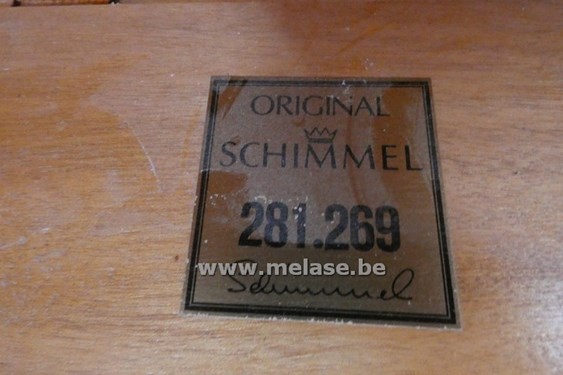 ORIGINAL
SCHIMMEL
281.269
www.melase.be
Schimmel